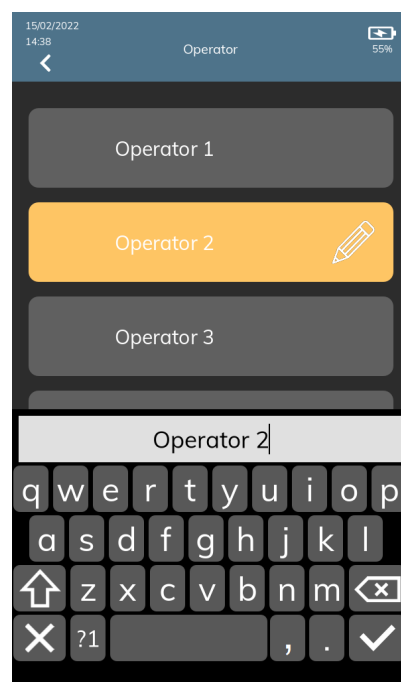 15/02/2022
14:38
Operator
55%
Operator 1
Operator 2
Operator 3
Operator 2
q w e r t y u i o p
a s d f g h j k l
z x c v b n m
?1 , .